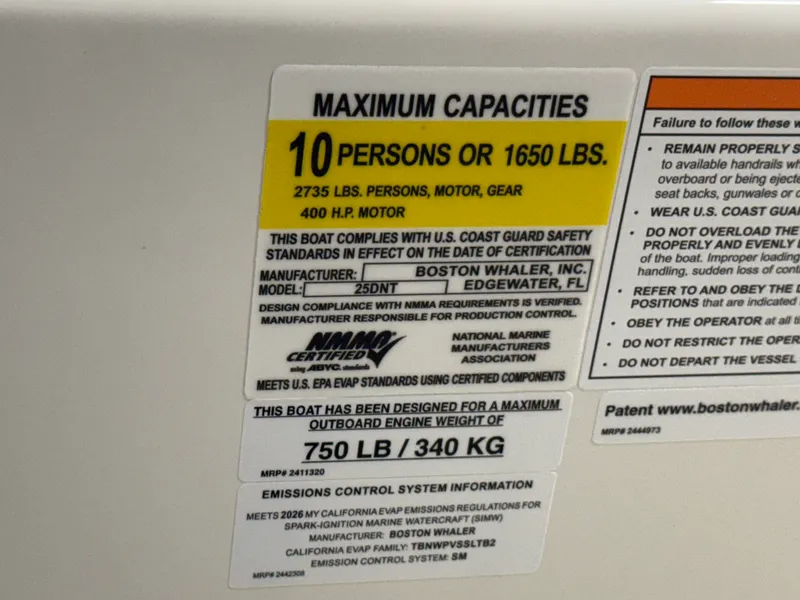 MAXIMUM CAPACITIES
10 PERSONS OR 1650 LBS.
2735 LBS. PERSONS, MOTOR, GEAR
400 H.P. MOTOR
THIS BOAT COMPLIES WITH U.S. COAST GUARD SAFETY
STANDARDS IN EFFECT ON THE DATE OF CERTIFICATION
MANUFACTURER: BOSTON WHALER, INC.
MODEL: 25DNT EDGEWATER, FL
DESIGN COMPLIANCE WITH NMMA REQUIREMENTS IS VERIFIED.
MANUFACTURER RESPONSIBLE FOR PRODUCTION CONTROL.
NMMA
CERTIFIED
using ABYC. standards
NATIONAL MARINE
MANUFACTURERS
ASSOCIATION
MEETS U.S. EPA EVAP STANDARDS USING CERTIFIED COMPONENTS
THIS BOAT HAS BEEN DESIGNED FOR A MAXIMUM
OUTBOARD ENGINE WEIGHT OF
750 LB / 340 KG
MRP# 2411320
EMISSIONS CONTROL SYSTEM INFORMATION
MEETS 2026 MY CALIFORNIA EVAP EMISSIONS REGULATIONS FOR
SPARK-IGNITION MARINE WATERCRAFT (SIMW)
MANUFACTURER: BOSTON WHALER
CALIFORNIA EVAP FAMILY: TBNWPVSSLTB2
EMISSION CONTROL SYSTEM: SM
MRP# 2442308
Failure to follow these
• REMAIN PROPERLY
to available handrails
overboard or being
seat backs, gunwales or
• WEAR U.S. COAST
• DO NOT OVERLOAD THE
PROPERLY AND EVENLY
of the boat. Improper loading
handling, sudden loss of
• REFER TO AND OBEY THE
POSITIONS that are indicated
• OBEY THE OPERATOR at all
• DO NOT RESTRICT THE
• DO NOT DEPART THE VESSEL
Patent www.bostonwhaler.
MRP# 2444973